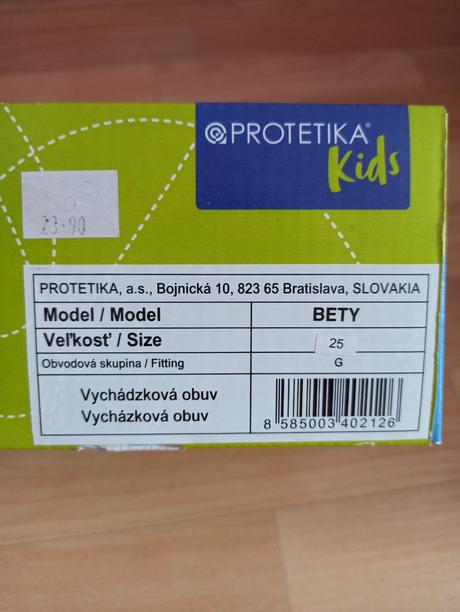 PROTETIKA®
Kids
23.90
PROTETIKA, a.s., Bojnická 10, 823 65 Bratislava, SLOVAKIA
Model / Model BETY
Veľkosť / Size 25
Obvodová skupina / Fitting G
Vychádzková obuv
Vycházková obuv
8 585003 402126